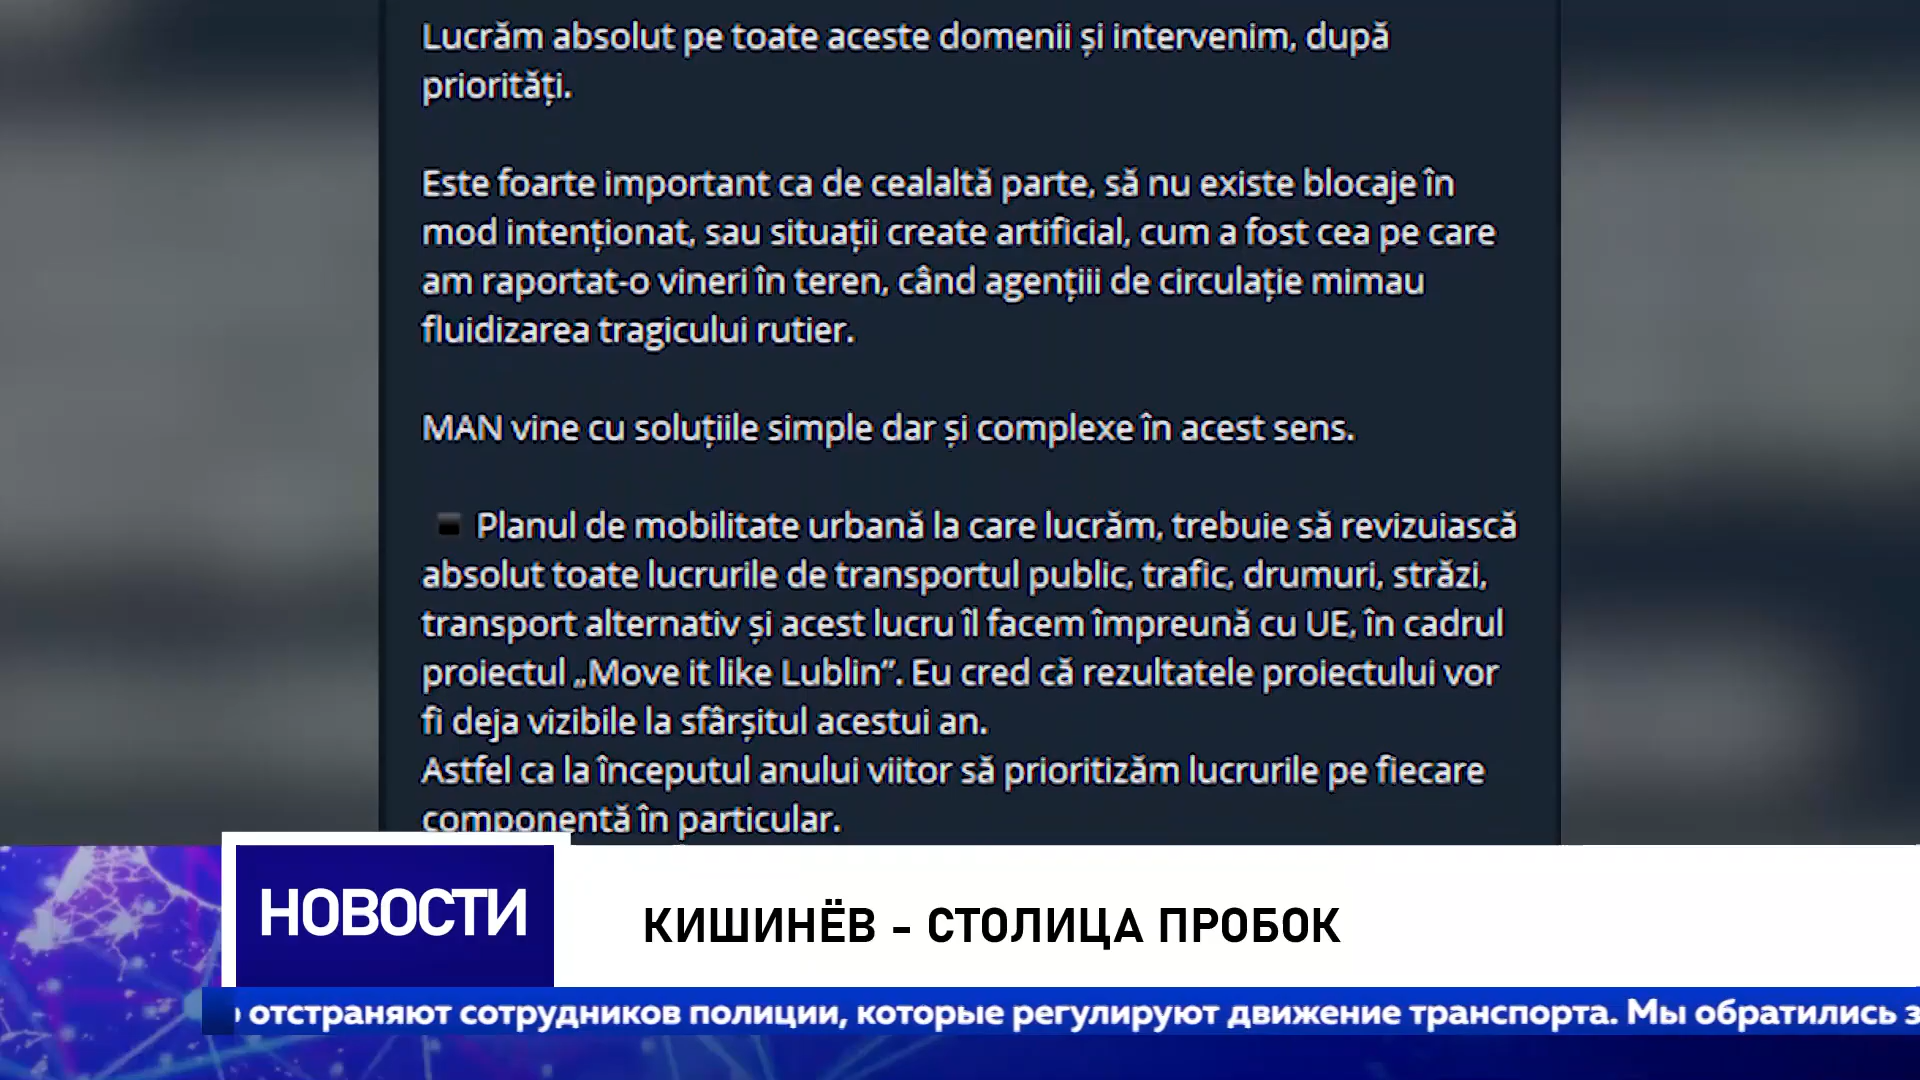 Lucrăm absolut pe toate aceste domenii și intervenim, după
priorități.
Este foarte important ca de cealaltă parte, să nu existe blocaje în
mod intenționat, sau situații create artificial, cum a fost cea pe care
am raportat-o vineri în teren, când agențiii de circulație mimau
fluidizarea tragicului rutier.
MAN vine cu soluțiile simple dar și complexe în acest sens.
Planul de mobilitate urbană la care lucrăm, trebuie să revizuiască
absolut toate lucrurile de transportul public, trafic, drumuri, străzi,
transport alternativ și acest lucru îl facem împreună cu UE, în cadrul
proiectul „Move it like Lublin”. Eu cred că rezultatele proiectului vor
fi deja vizibile la sfârșitul acestui an.
Astfel ca la începutul anului viitor să prioritizăm lucrurile pe fiecare
componentă în particular.
НОВОСТИ
КИШИНЁВ - СТОЛИЦА ПРОБОК
отстраняют сотрудников полиции, которые регулируют движение транспорта. Мы обратились з